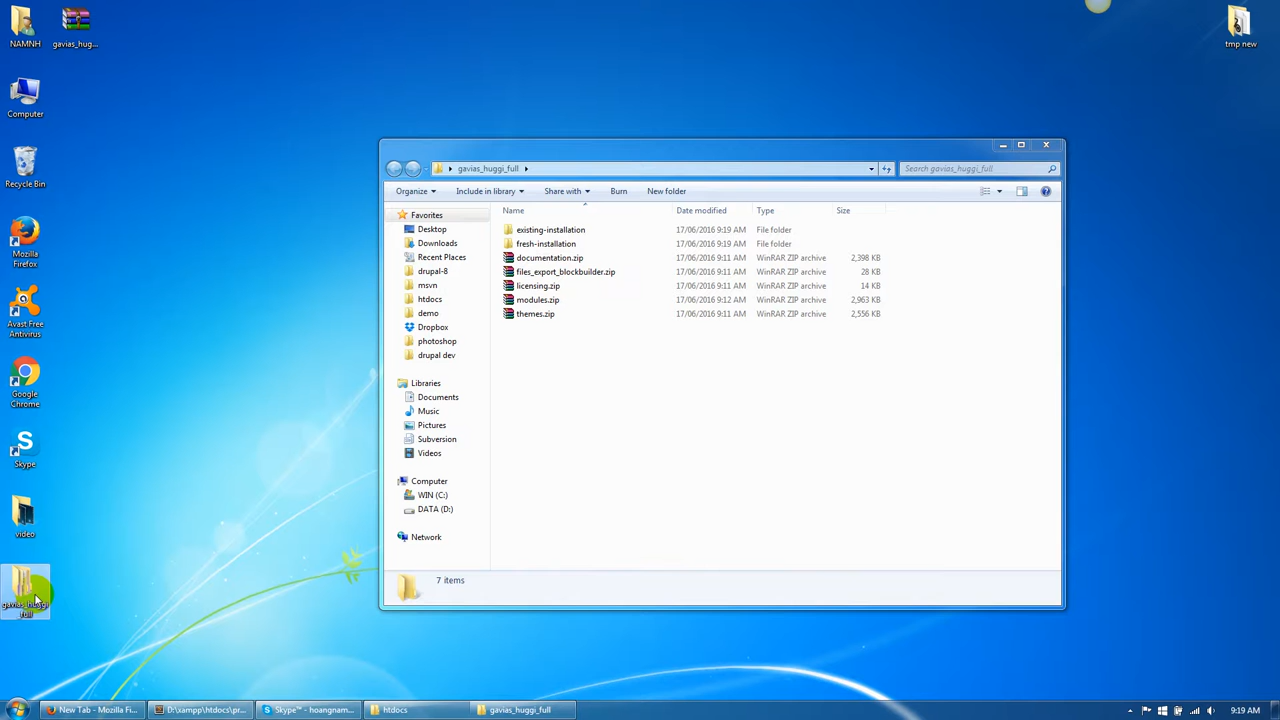 NAMNH
gavias_hug...
tmp new
Computer
Recycle Bin
Mozilla
Firefox
Avast Free
Antivirus
Google
Chrome
S
Skype
video
gavias_huggi
full
gavias_huggi_full
Search gavias_huggi_full
Organize
Include in library
Share with
Burn
New folder
Name
Date modified
Type
Size
Favorites
Desktop
Downloads
Recent Places
drupal-8
msvn
htdocs
demo
Dropbox
photoshop
drupal dev
Libraries
Documents
Music
Pictures
Subversion
Videos
Computer
WIN (C:)
DATA (D:)
Network
existing-installation 17/06/2016 9:19 AM File folder
fresh-installation 17/06/2016 9:19 AM File folder
documentation.zip 17/06/2016 9:11 AM WinRAR ZIP archive 2,398 KB
files_export_blockbuilder.zip 17/06/2016 9:11 AM WinRAR ZIP archive 28 KB
licensing.zip 17/06/2016 9:11 AM WinRAR ZIP archive 14 KB
modules.zip 17/06/2016 9:12 AM WinRAR ZIP archive 2,963 KB
themes.zip 17/06/2016 9:11 AM WinRAR ZIP archive 2,556 KB
7 items
New Tab - Mozilla Fi...
D:\xampp\htdocs\pr...
Skype™ - hoangnam...
htdocs
gavias_huggi_full
9:19 AM